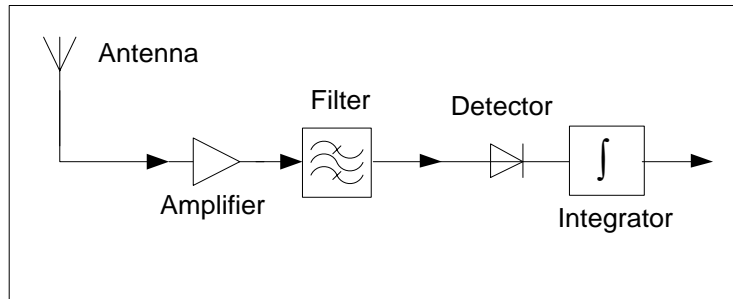 Antenna
Filter
Detector
Amplifier
∫
Integrator